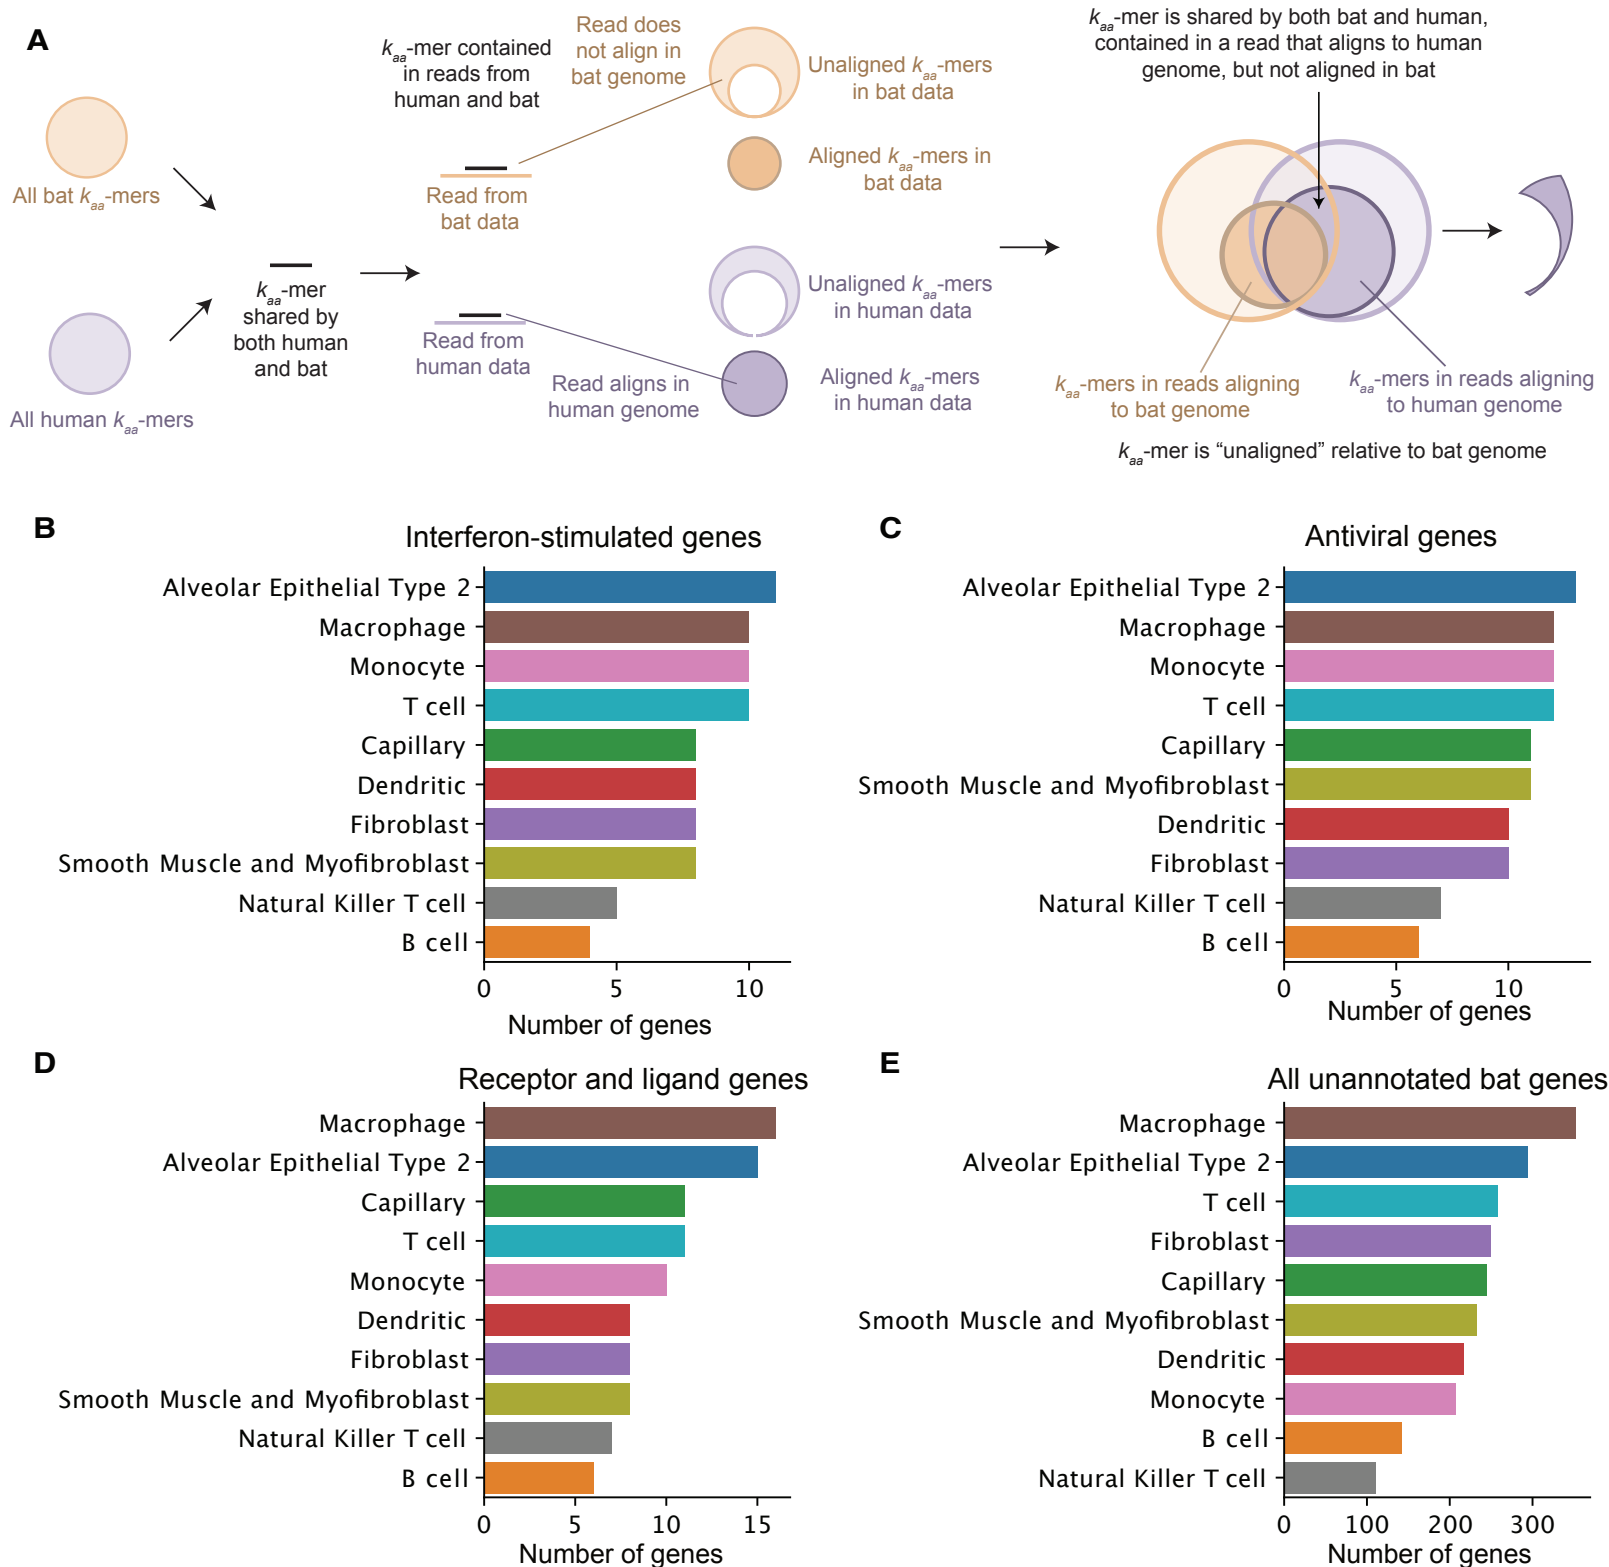 A
All bat kaa-mers
All human kaa-mers
kaa-mer
shared by
both human
and bat
kaa-mer contained
in reads from
human and bat
Read does
not align in
bat genome
Read from
bat data
Read from
human data
Read aligns in
human genome
Unaligned kaa-mers
in bat data
Aligned kaa-mers in
bat data
Unaligned kaa-mers
in human data
Aligned kaa-mers
in human data
kaa-mer is shared by both bat and human,
contained in a read that aligns to human
genome, but not aligned in bat
kaa-mers in reads aligning
to bat genome
kaa-mers in reads aligning
to human genome
kaa-mer is “unaligned” relative to bat genome
B
Interferon-stimulated genes
Alveolar Epithelial Type 2
Macrophage
Monocyte
T cell
Capillary
Dendritic
Fibroblast
Smooth Muscle and Myofibroblast
Natural Killer T cell
B cell
0 5 10
Number of genes
C
Antiviral genes
Alveolar Epithelial Type 2
Macrophage
Monocyte
T cell
Capillary
Smooth Muscle and Myofibroblast
Dendritic
Fibroblast
Natural Killer T cell
B cell
0 5 10
Number of genes
D
Receptor and ligand genes
Macrophage
Alveolar Epithelial Type 2
Capillary
T cell
Monocyte
Dendritic
Fibroblast
Smooth Muscle and Myofibroblast
Natural Killer T cell
B cell
0 5 10 15
Number of genes
E
All unannotated bat genes
Macrophage
Alveolar Epithelial Type 2
T cell
Fibroblast
Capillary
Smooth Muscle and Myofibroblast
Dendritic
Monocyte
B cell
Natural Killer T cell
0 100 200 300
Number of genes